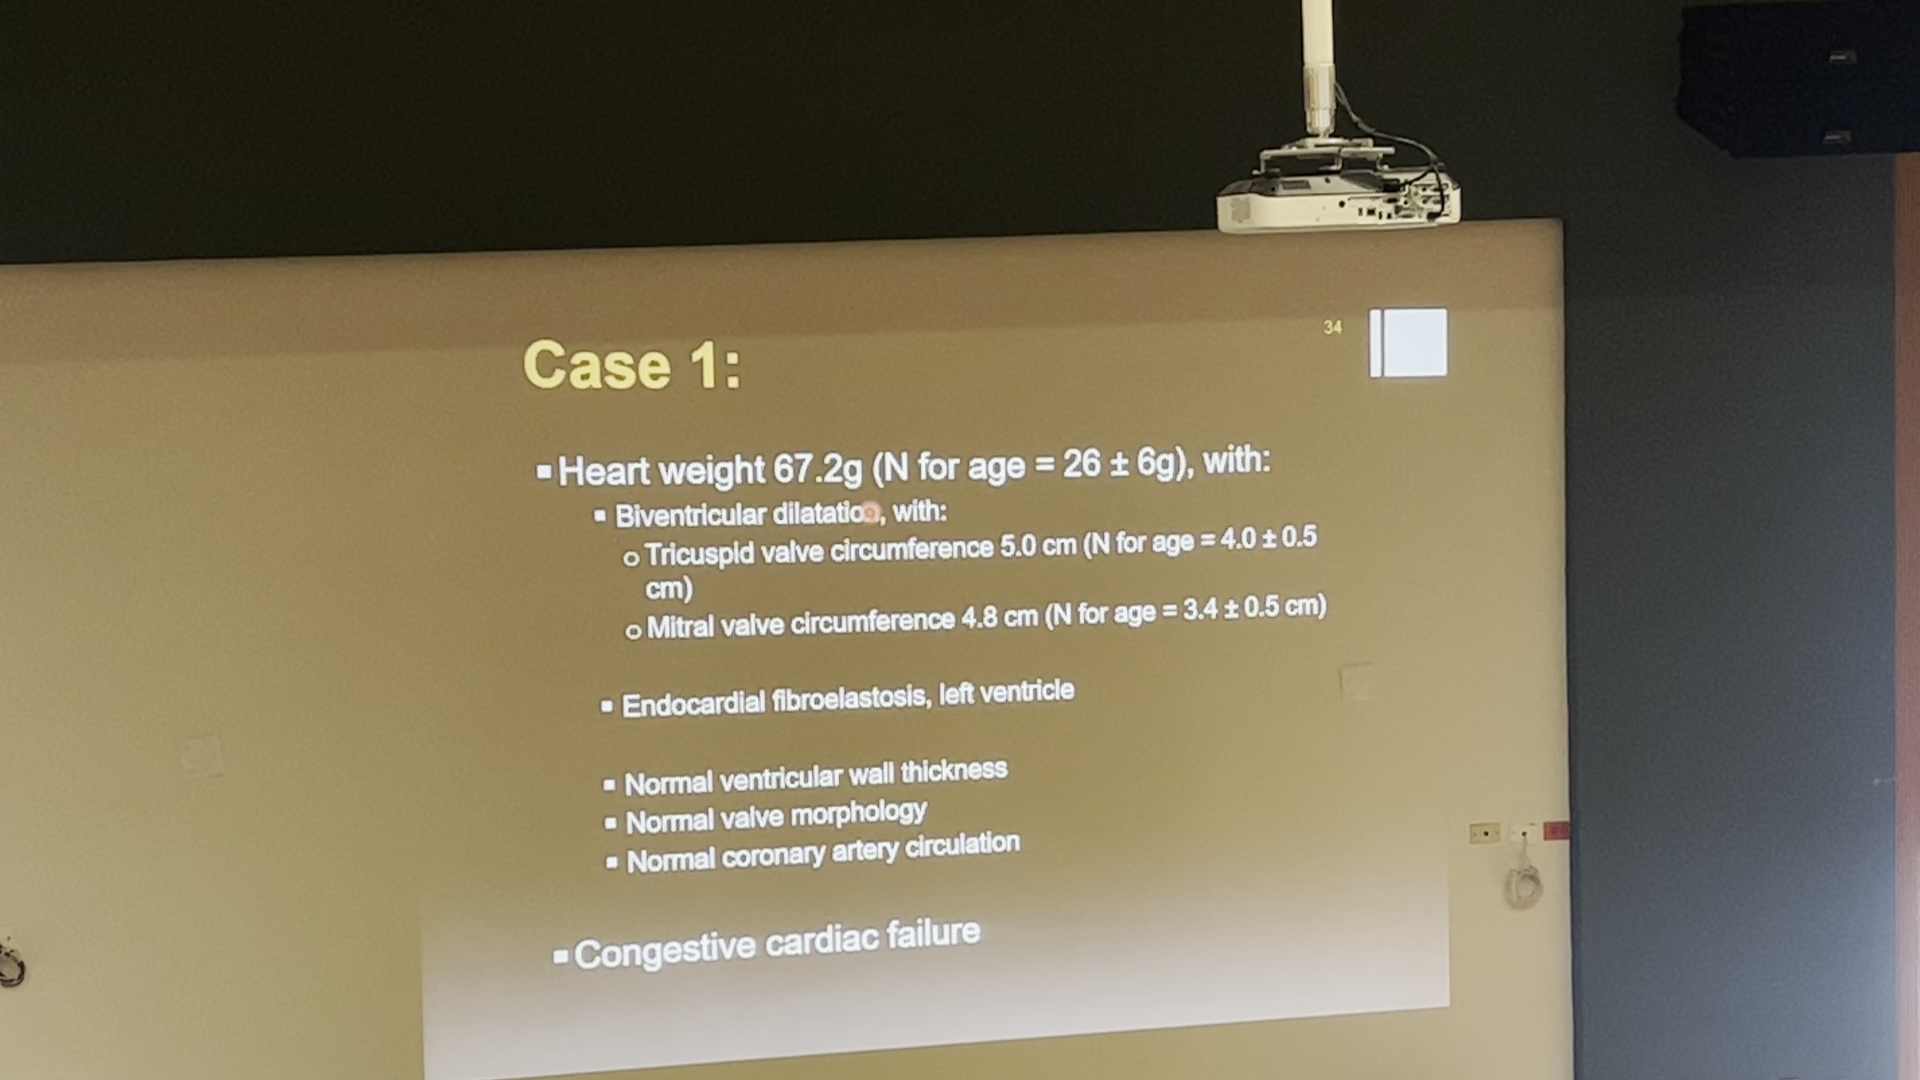 34
Case 1:
▪ Heart weight 67.2g (N for age = 26 ± 6g), with:
▪ Biventricular dilatation, with:
o Tricuspid valve circumference 5.0 cm (N for age = 4.0 ± 0.5
cm)
o Mitral valve circumference 4.8 cm (N for age = 3.4 ± 0.5 cm)
▪ Endocardial fibroelastosis, left ventricle
▪ Normal ventricular wall thickness
▪ Normal valve morphology
▪ Normal coronary artery circulation
▪ Congestive cardiac failure